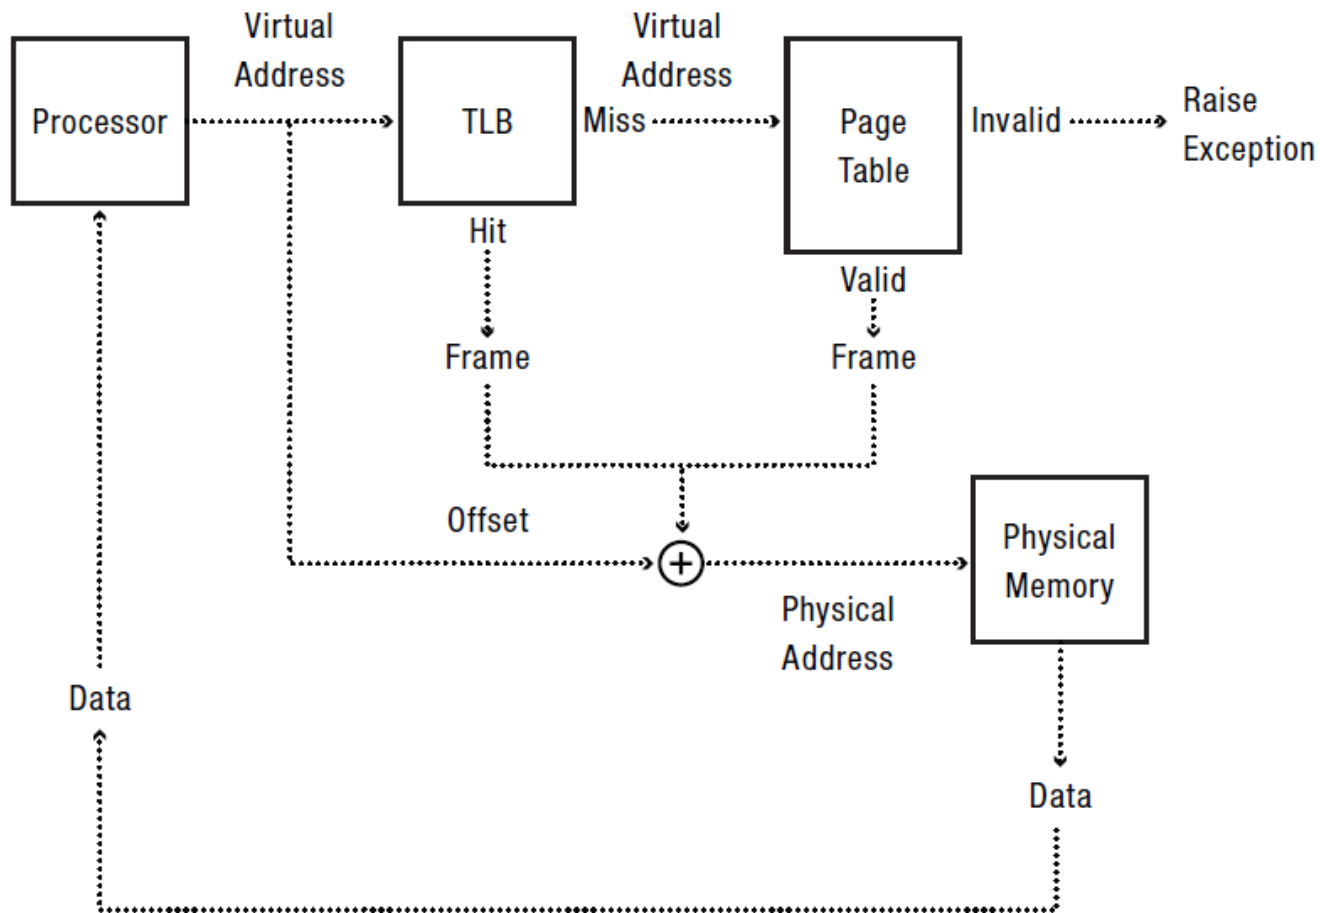 Virtual
Address
Virtual
Address
Processor
TLB
Miss
Page
Table
Invalid
Raise
Exception
Hit
Valid
Frame
Frame
Offset
Physical
Memory
Physical
Address
Data
Data